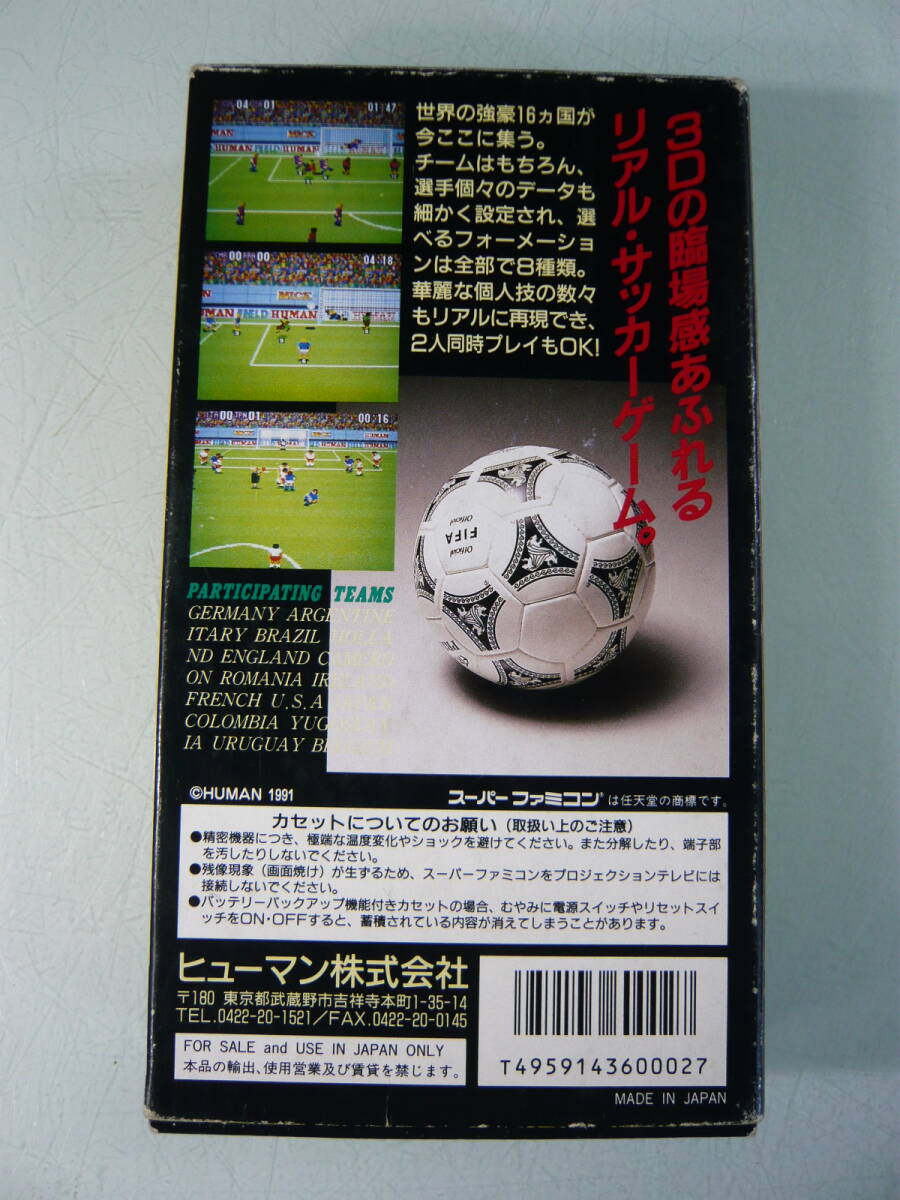 3Dの臨場感あふれる
リアル・サッカーゲーム。
世界の強豪16ヵ国が
今ここに集う。
チームはもちろん、
選手個々のデータも
細かく設定され、選
べるフォーメーショ
ンは全部で8種類。
華麗な個人技の数々
もリアルに再現でき、
2人同時プレイもOK!
04 01 01:47
HUMAN MICK
HUMAN FIELD HUMAN
00 00 04:18
MICK
HUMAN FIELD HUMAN
00 01 00:16
MICK
HUMAN
Official
FIFA
Official
PARTICIPATING TEAMS
GERMANY ARGENTINE
ITARY BRAZIL HOLLA
ND ENGLAND CAMERO
ON ROMANIA IRELAND
FRENCH U.S.A
COLOMBIA YUGOSLAV
IA URUGUAY BELGIUM
©HUMAN 1991
スーパーファミコンは任天堂の商標です。
カセットについてのお願い(取扱い上のご注意)
●精密機器につき、極端な温度変化やショックを避けてください。また分解したり、端子部
を汚したりしないでください。
●残像現象(画面焼け)が生ずるため、スーパーファミコンをプロジェクションテレビには
接続しないでください。
●バッテリーバックアップ機能付きカセットの場合、むやみに電源スイッチやリセットスイ
ッチをON・OFFすると、蓄積されている内容が消えてしまうことがあります。
ヒューマン株式会社
〒180 東京都武蔵野市吉祥寺本町1-35-14
TEL.0422-20-1521/FAX.0422-20-0145
FOR SALE and USE IN JAPAN ONLY
本品の輸出、使用営業及び賃貸を禁じます。
T4959143600027
MADE IN JAPAN